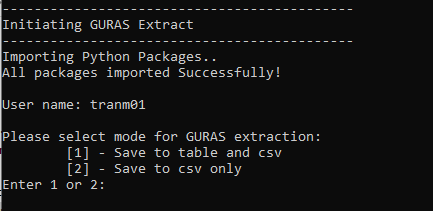 --------------------------------------------
Initiating GURAS Extract
--------------------------------------------
Importing Python Packages..
All packages imported Successfully!
User name: tranm01
Please select mode for GURAS extraction:
[1] - Save to table and csv
[2] - Save to csv only
Enter 1 or 2: